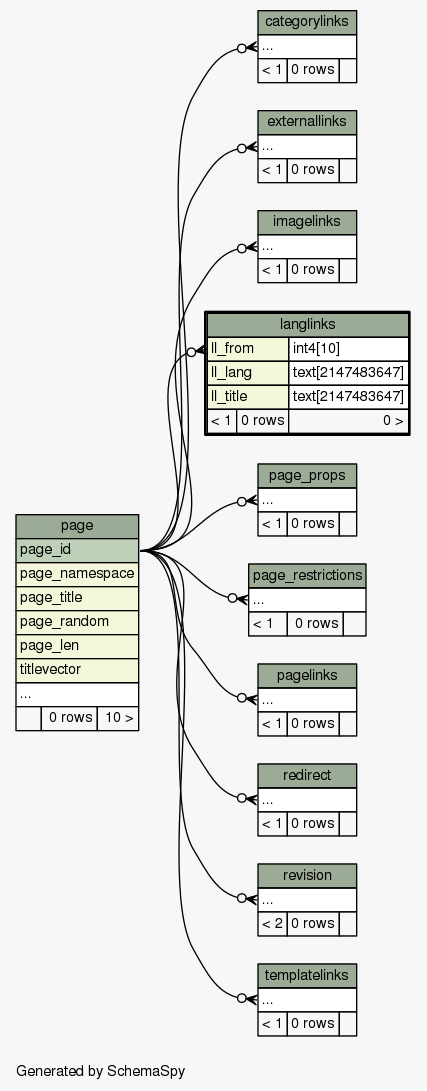 categorylinks
...
< 1 0 rows
externallinks
...
< 1 0 rows
imagelinks
...
< 1 0 rows
langlinks
ll_from int4[10]
ll_lang text[2147483647]
ll_title text[2147483647]
< 1 0 rows 0 >
page_props
...
< 1 0 rows
page
page_id
page_namespace
page_title
page_random
page_len
titlevector
...
0 rows 10 >
page_restrictions
...
< 1 0 rows
pagelinks
...
< 1 0 rows
redirect
...
< 1 0 rows
revision
...
< 2 0 rows
templatelinks
...
< 1 0 rows
Generated by SchemaSpy